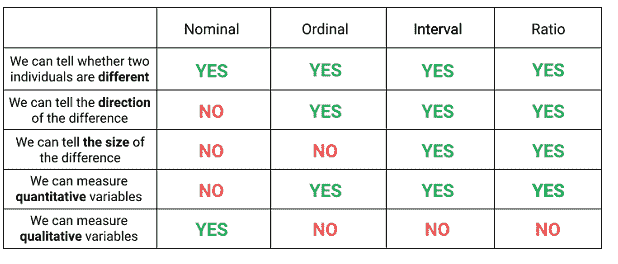 Nominal Ordinal Interval Ratio
We can tell whether two
individuals are different YES YES YES YES
We can tell the direction
of the difference NO YES YES YES
We can tell the size of
the difference NO NO YES YES
We can measure
quantitative variables NO YES YES YES
We can measure
qualitative variables YES NO NO NO